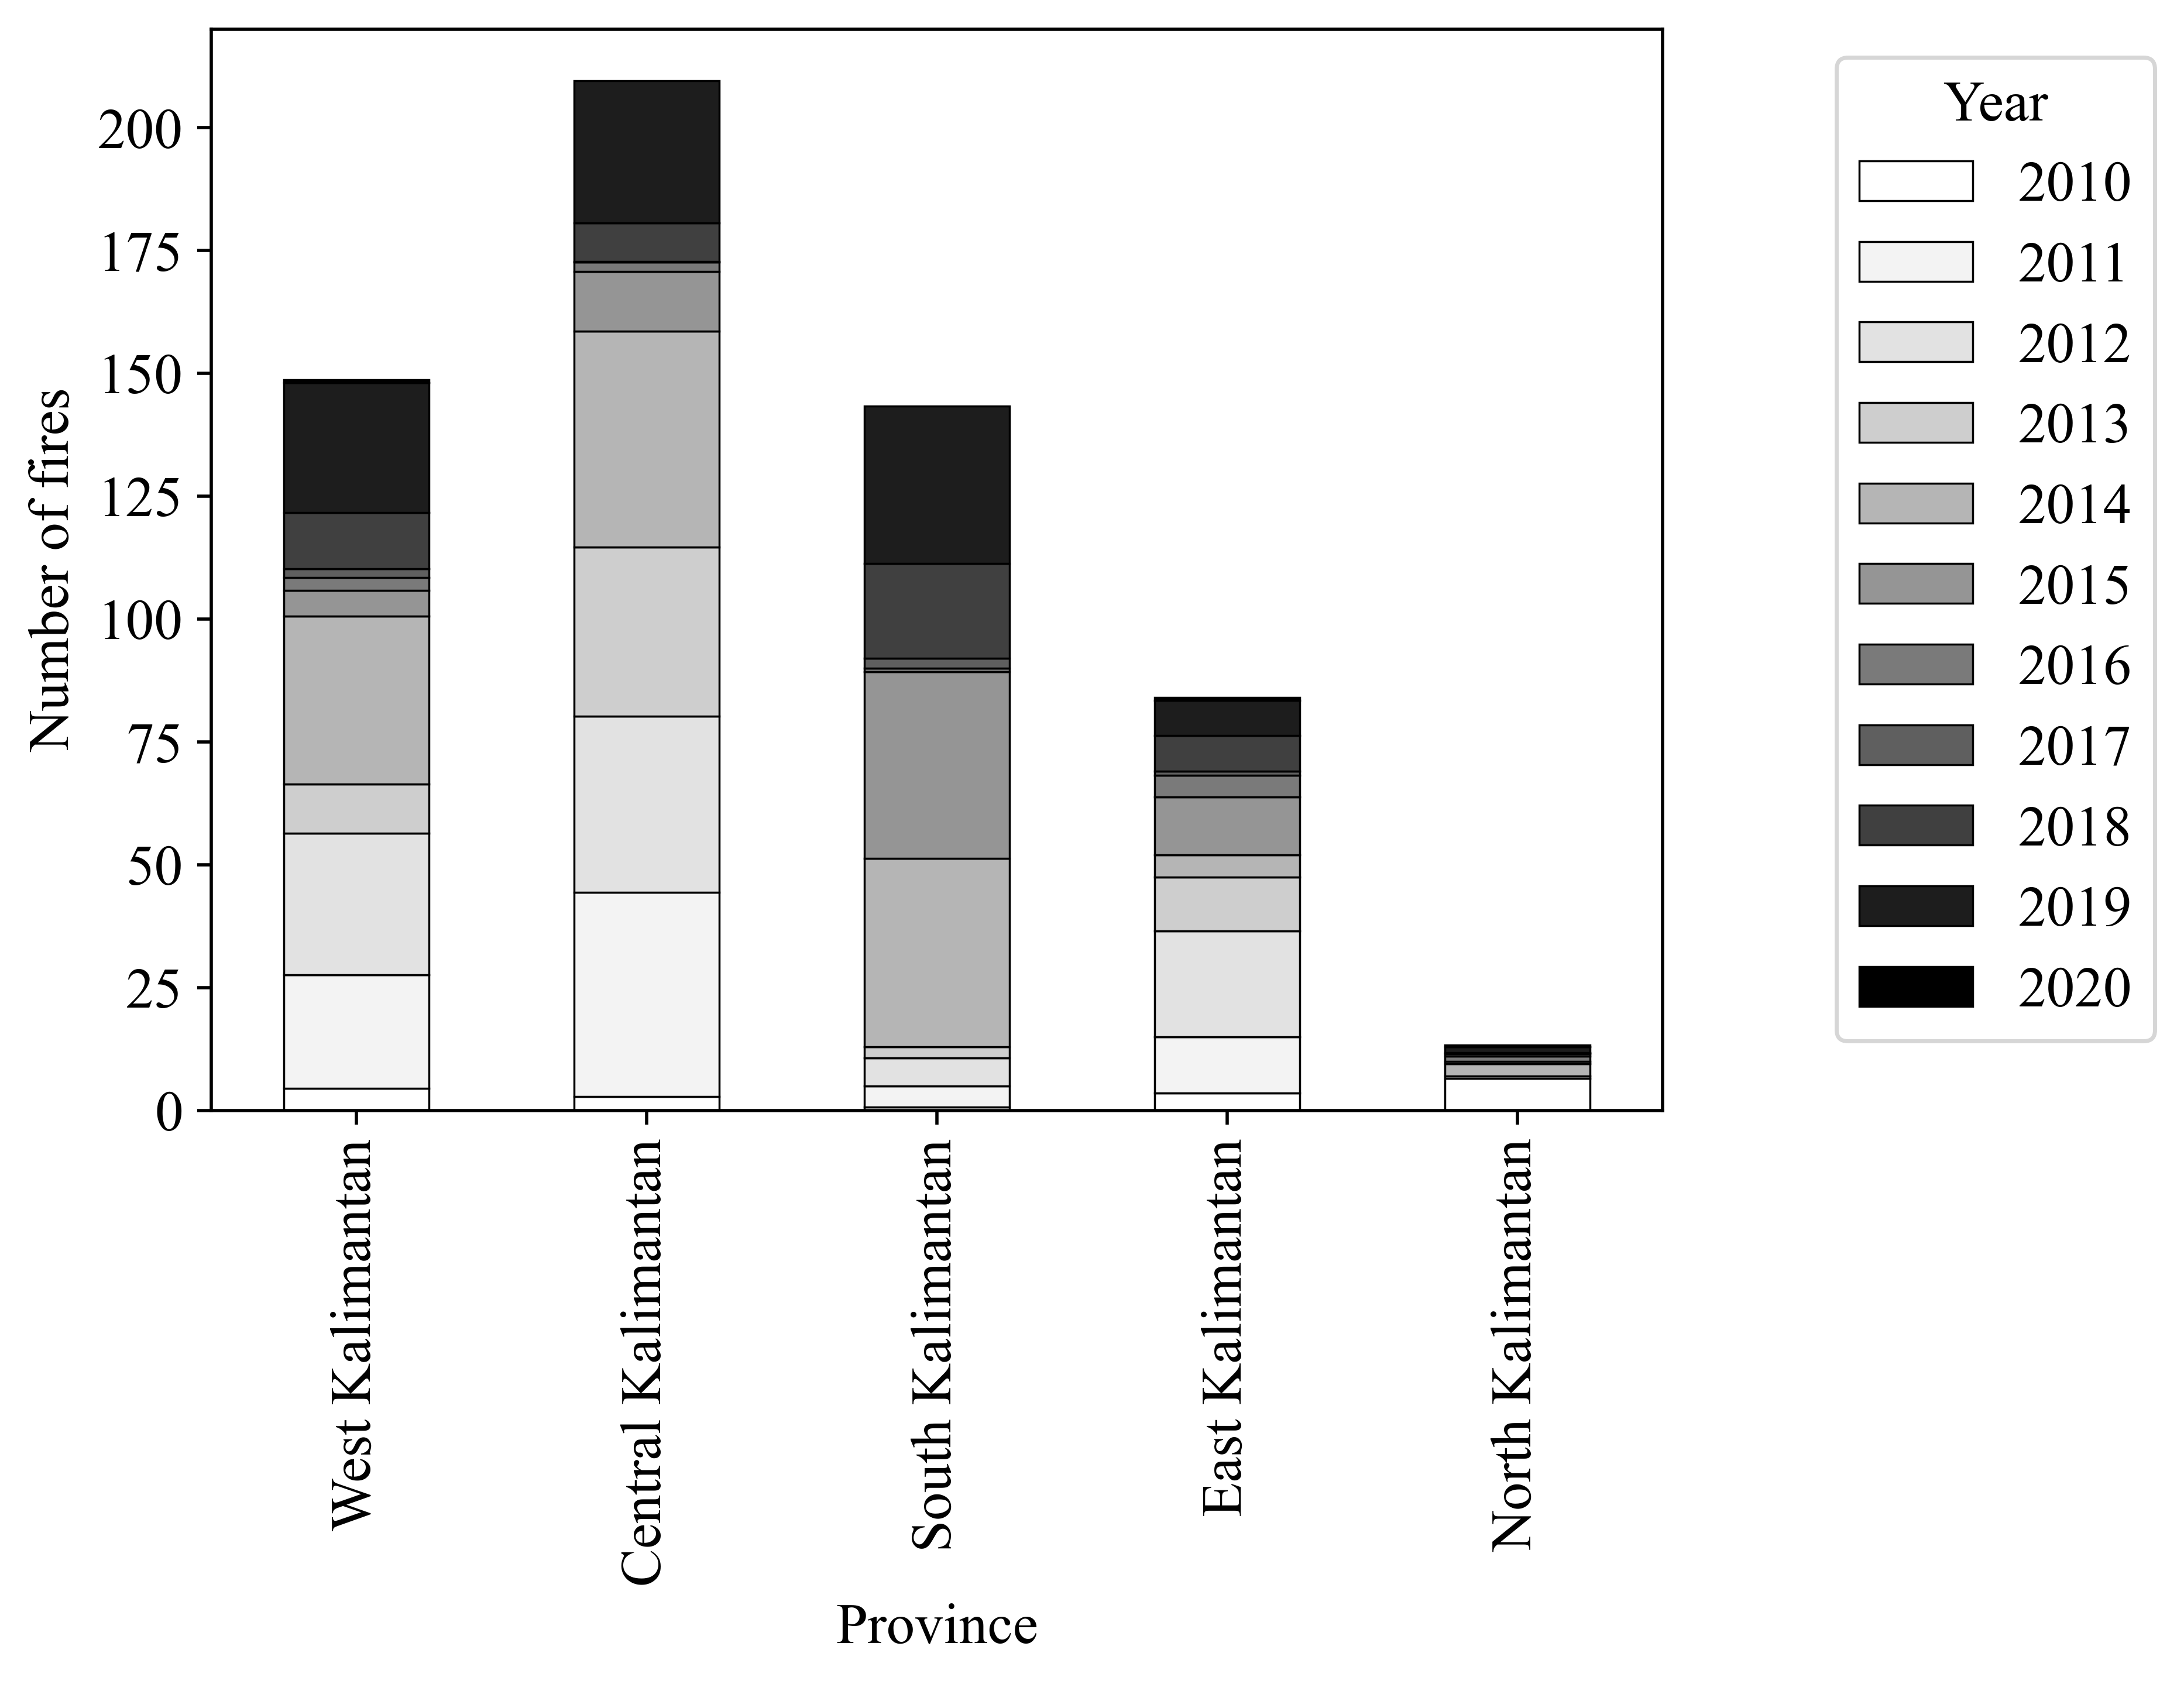 Number of fires
200
175
150
125
100
75
50
25
0
West Kalimantan
Central Kalimantan
South Kalimantan
East Kalimantan
North Kalimantan
Province
Year
2010
2011
2012
2013
2014
2015
2016
2017
2018
2019
2020